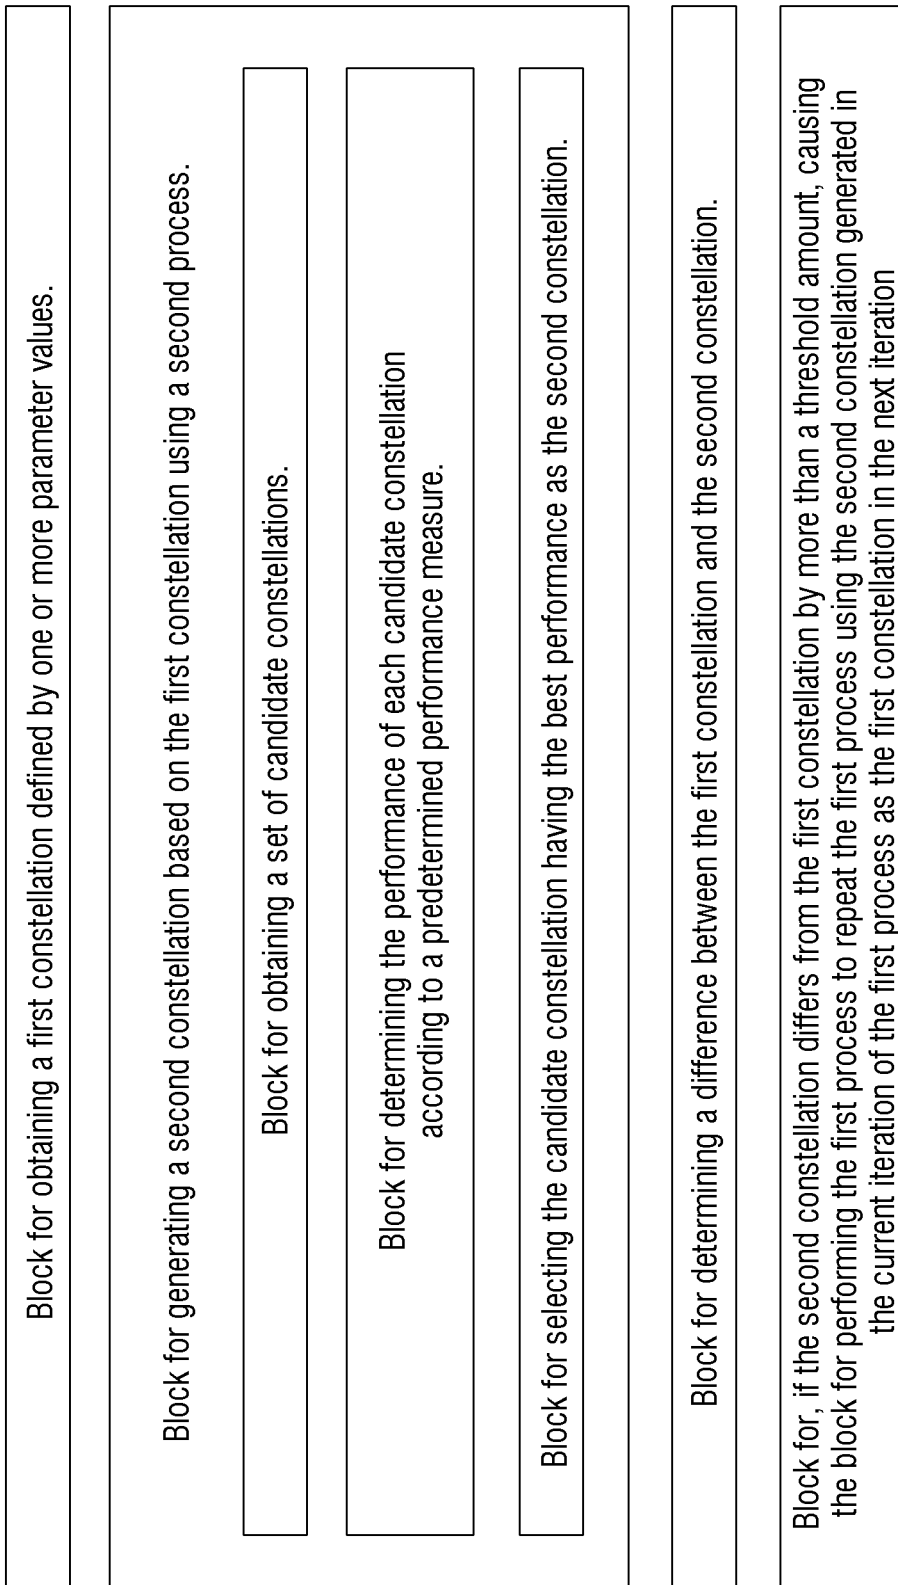 Block for obtaining a first constellation defined by one or more parameter values.
Block for generating a second constellation based on the first constellation using a second process.
Block for obtaining a set of candidate constellations.
Block for determining the performance of each candidate constellation
according to a predetermined performance measure.
Block for selecting the candidate constellation having the best performance as the second constellation.
Block for determining a difference between the first constellation and the second constellation.
Block for, if the second constellation differs from the first constellation by more than a threshold amount, causing
the block for performing the first process to repeat the first process using the second constellation generated in
the current iteration of the first process as the first constellation in the next iteration